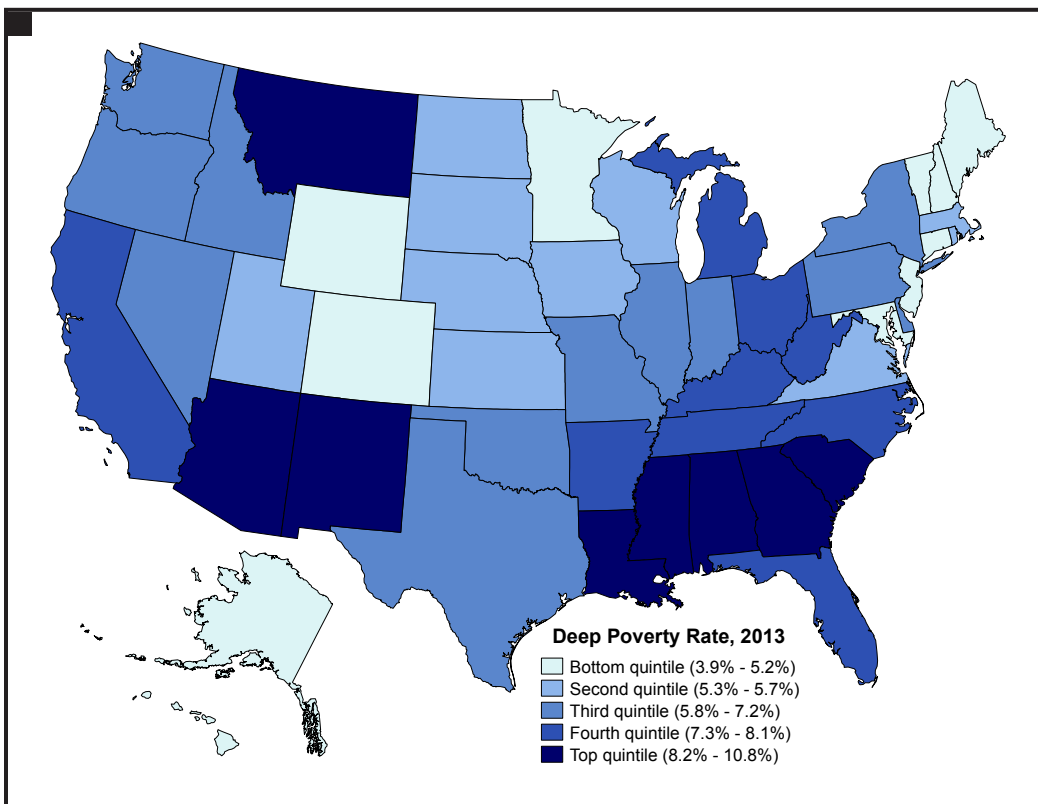 Deep Poverty Rate, 2013
Bottom quintile (3.9% - 5.2%)
Second quintile (5.3% - 5.7%)
Third quintile (5.8% - 7.2%)
Fourth quintile (7.3% - 8.1%)
Top quintile (8.2% - 10.8%)